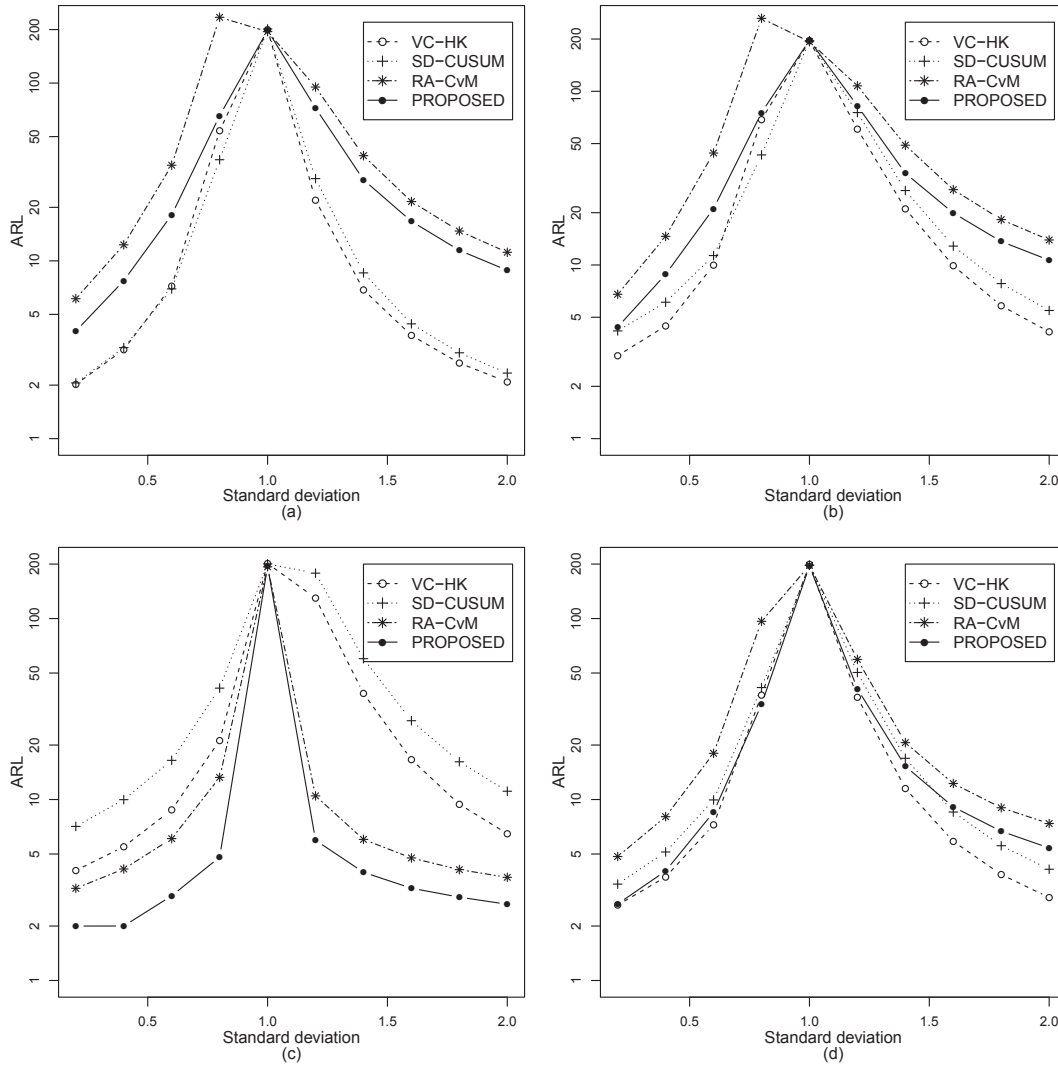 VC−HK
SD−CUSUM
RA−CvM
PROPOSED
ARL
200
100
50
20
10
5
2
1
0.5
1.0
1.5
2.0
Standard deviation
(a)
VC−HK
SD−CUSUM
RA−CvM
PROPOSED
ARL
200
100
50
20
10
5
2
1
0.5
1.0
1.5
2.0
Standard deviation
(b)
VC−HK
SD−CUSUM
RA−CvM
PROPOSED
ARL
200
100
50
20
10
5
2
1
0.5
1.0
1.5
2.0
Standard deviation
(c)
VC−HK
SD−CUSUM
RA−CvM
PROPOSED
ARL
200
100
50
20
10
5
2
1
0.5
1.0
1.5
2.0
Standard deviation
(d)